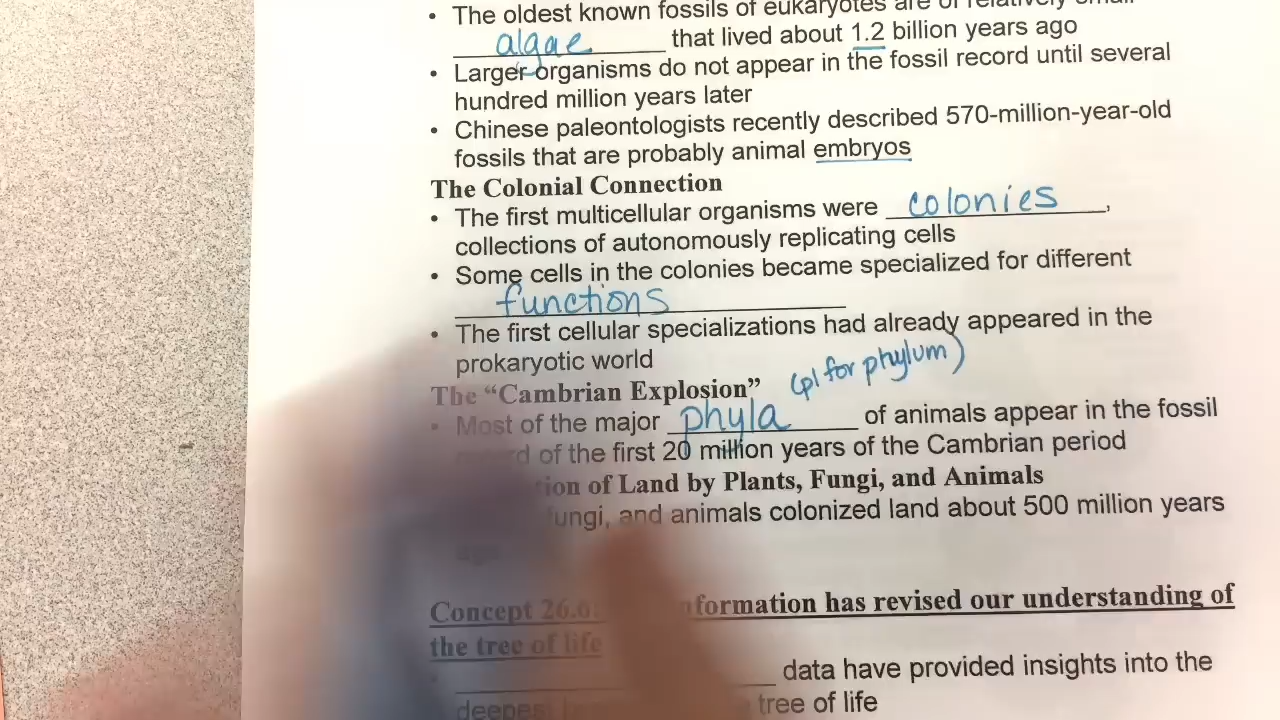 • The oldest known fossils of eukaryotes are of relatively small
algae that lived about 1.2 billion years ago
• Larger organisms do not appear in the fossil record until several
hundred million years later
• Chinese paleontologists recently described 570-million-year-old
fossils that are probably animal embryos
The Colonial Connection
• The first multicellular organisms were colonies,
collections of autonomously replicating cells
• Some cells in the colonies became specialized for different
functions
• The first cellular specializations had already appeared in the
prokaryotic world
(pl for phylum)
The “Cambrian Explosion”
• Most of the major phyla of animals appear in the fossil
of the first 20 million years of the Cambrian period
of Land by Plants, Fungi, and Animals
fungi, and animals colonized land about 500 million years
ago
Concept 26.6: information has revised our understanding of
the tree of life
• ____ data have provided insights into the
deepest tree of life